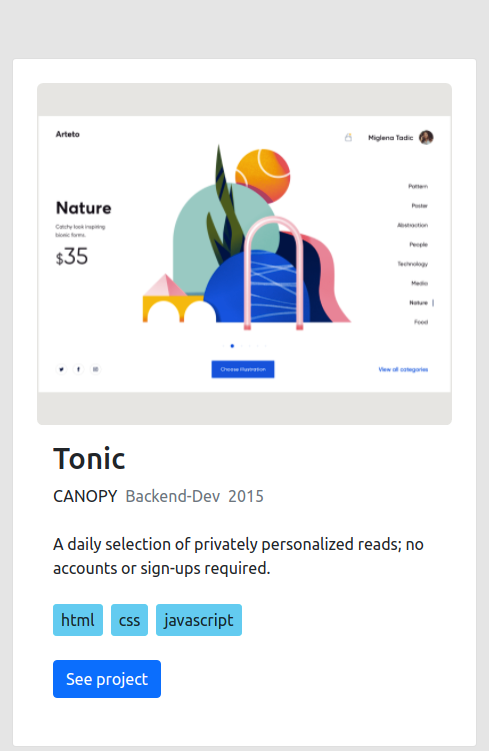 Arteto
Miglena Tadic
Pattern
Nature
Poster
Catchy look inspiring
bionic forms.
Abstraction
$35
People
Technology
Media
Nature
Food
Choose illustration
View all categories
Tonic
CANOPY Backend-Dev 2015
A daily selection of privately personalized reads; no
accounts or sign-ups required.
html css javascript
See project